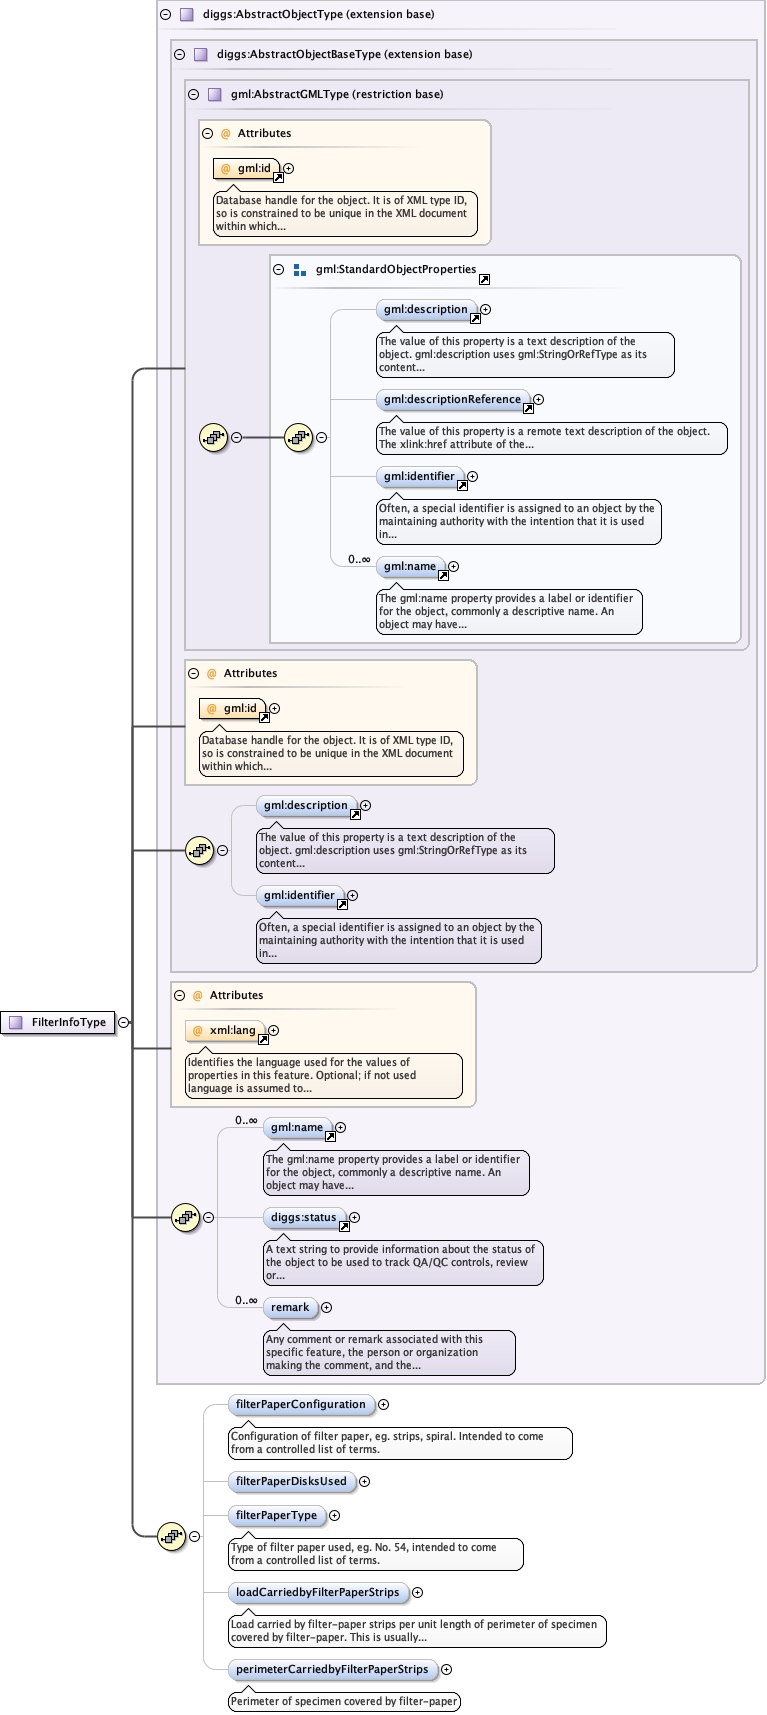 diggs:AbstractObjectType (extension base)
diggs:AbstractObjectBaseType (extension base)
gml:AbstractGMLType (restriction base)
@ Attributes
@ gml:id
Database handle for the object. It is of XML type ID,
so is constrained to be unique in the XML document
within which...
gml:StandardObjectProperties
gml:description
The value of this property is a text description of the
object. gml:description uses gml:StringOrRefType as its
content...
gml:descriptionReference
The value of this property is a remote text description of the object.
The xlink:href attribute of the...
gml:identifier
Often, a special identifier is assigned to an object by the
maintaining authority with the intention that it is used
in...
0..∞
gml:name
The gml:name property provides a label or identifier
for the object, commonly a descriptive name. An
object may have...
@ Attributes
@ gml:id
Database handle for the object. It is of XML type ID,
so is constrained to be unique in the XML document
within which...
gml:description
The value of this property is a text description of the
object. gml:description uses gml:StringOrRefType as its
content...
gml:identifier
Often, a special identifier is assigned to an object by the
maintaining authority with the intention that it is used
in...
FilterInfoType
@ Attributes
@ xml:lang
Identifies the language used for the values of
properties in this feature. Optional; if not used
language is assumed to...
0..∞
gml:name
The gml:name property provides a label or identifier
for the object, commonly a descriptive name. An
object may have...
diggs:status
A text string to provide information about the status of
the object to be used to track QA/QC controls, review
or...
0..∞
remark
Any comment or remark associated with this
specific feature, the person or organization
making the comment, and the...
filterPaperConfiguration
Configuration of filter paper, eg. strips, spiral. Intended to come
from a controlled list of terms.
filterPaperDisksUsed
filterPaperType
Type of filter paper used, eg. No. 54, intended to come
from a controlled list of terms.
loadCarriedbyFilterPaperStrips
Load carried by filter-paper strips per unit length of perimeter of specimen
covered by filter-paper. This is usually...
perimeterCarriedbyFilterPaperStrips
Perimeter of specimen covered by filter-paper